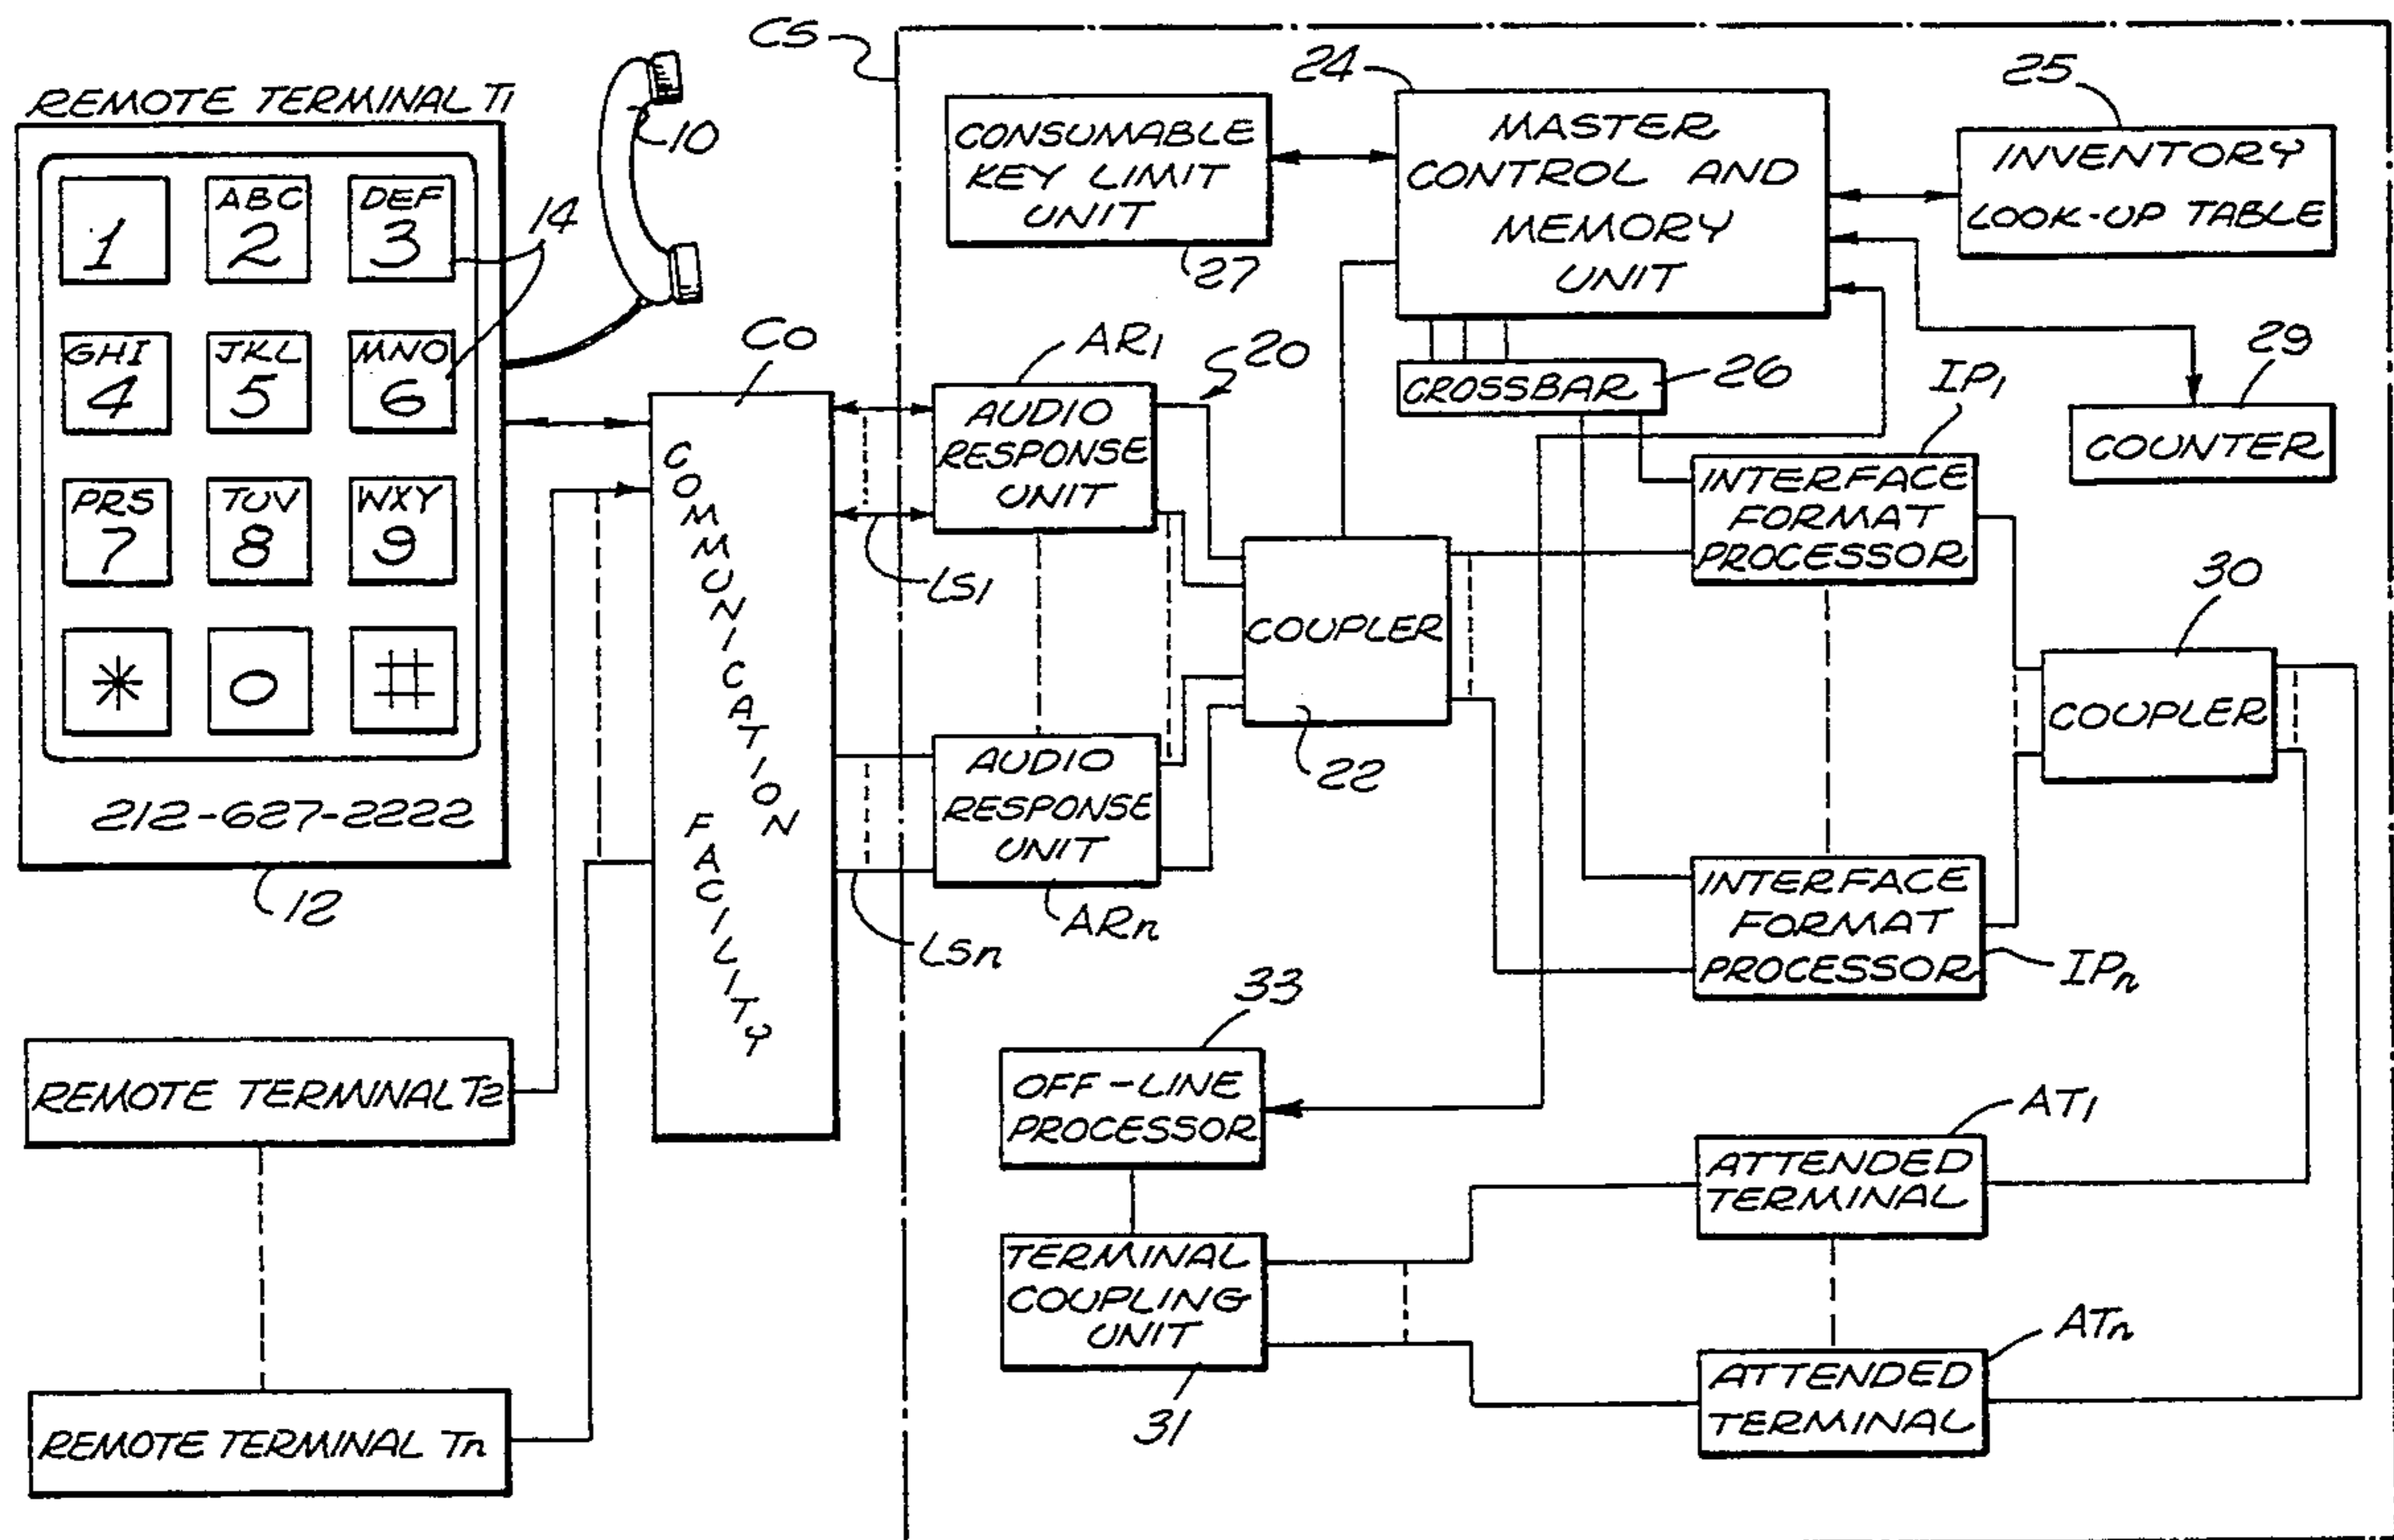 REMOTE TERMINAL T1
1
ABC
2
DEF
3
GHI
4
JKL
5
MNO
6
PRS
7
TUV
8
WXY
9
*
0
#
212-627-2222
10
14
12
REMOTE TERMINAL T2
REMOTE TERMINAL Tn
CO
COMMUNICATION
FACILITY
CS
CONSUMABLE
KEY LIMIT
UNIT
27
24
MASTER
CONTROL AND
MEMORY
UNIT
25
INVENTORY
LOOK-UP TABLE
29
COUNTER
CROSSBAR
26
AR1
AUDIO
RESPONSE
UNIT
20
LS1
AUDIO
RESPONSE
UNIT
ARn
LSn
COUPLER
22
IP1
INTERFACE
FORMAT
PROCESSOR
INTERFACE
FORMAT
PROCESSOR
IPn
30
COUPLER
33
OFF-LINE
PROCESSOR
TERMINAL
COUPLING
UNIT
31
AT1
ATTENDED
TERMINAL
ATn
ATTENDED
TERMINAL